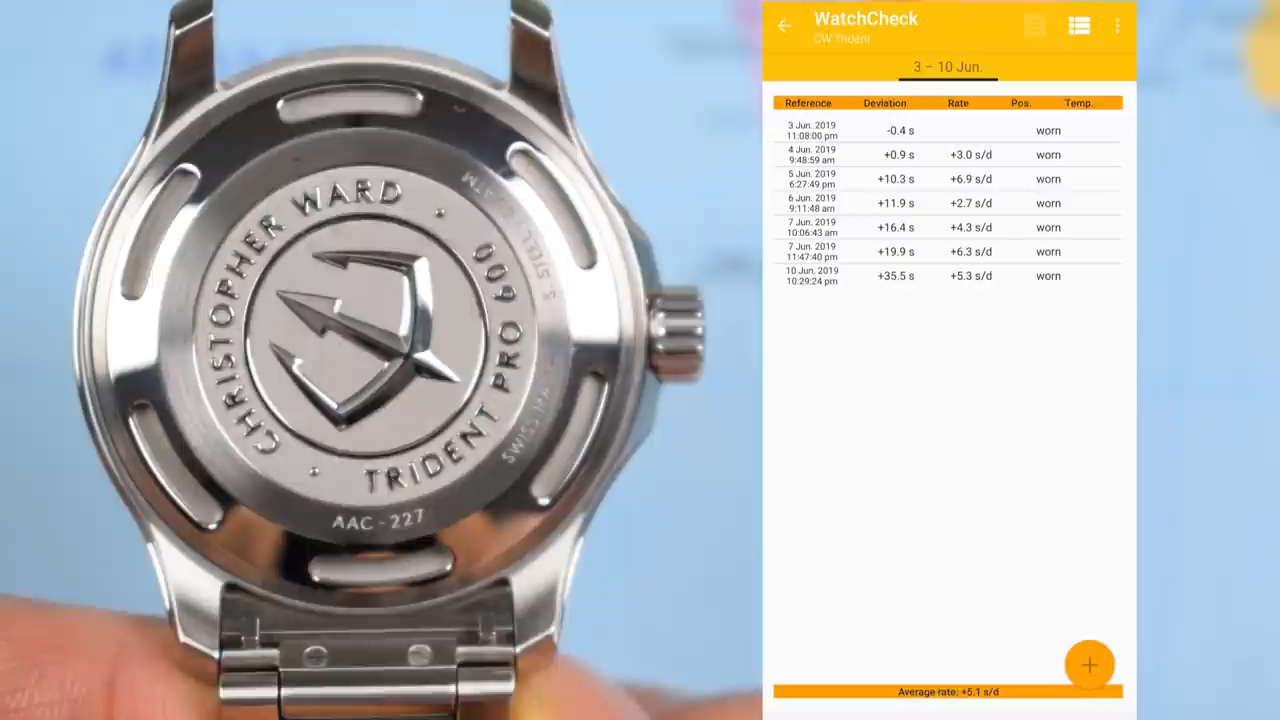 CHRISTOPHER WARD
TRIDENT PRO 600
SWISS
AAC-227
WatchCheck
CW Trident
3 – 10 Jun.
Reference Deviation Rate Pos. Temp.
3 Jun. 2019
11:08:00 pm -0.4 s worn
4 Jun. 2019
9:48:59 am +0.9 s +3.0 s/d worn
5 Jun. 2019
6:27:49 pm +10.3 s +6.9 s/d worn
6 Jun. 2019
9:11:48 am +11.9 s +2.7 s/d worn
7 Jun. 2019
10:06:43 am +16.4 s +4.3 s/d worn
7 Jun. 2019
11:47:40 pm +19.9 s +6.3 s/d worn
10 Jun. 2019
10:29:24 pm +35.5 s +5.3 s/d worn
Average rate: +5.1 s/d